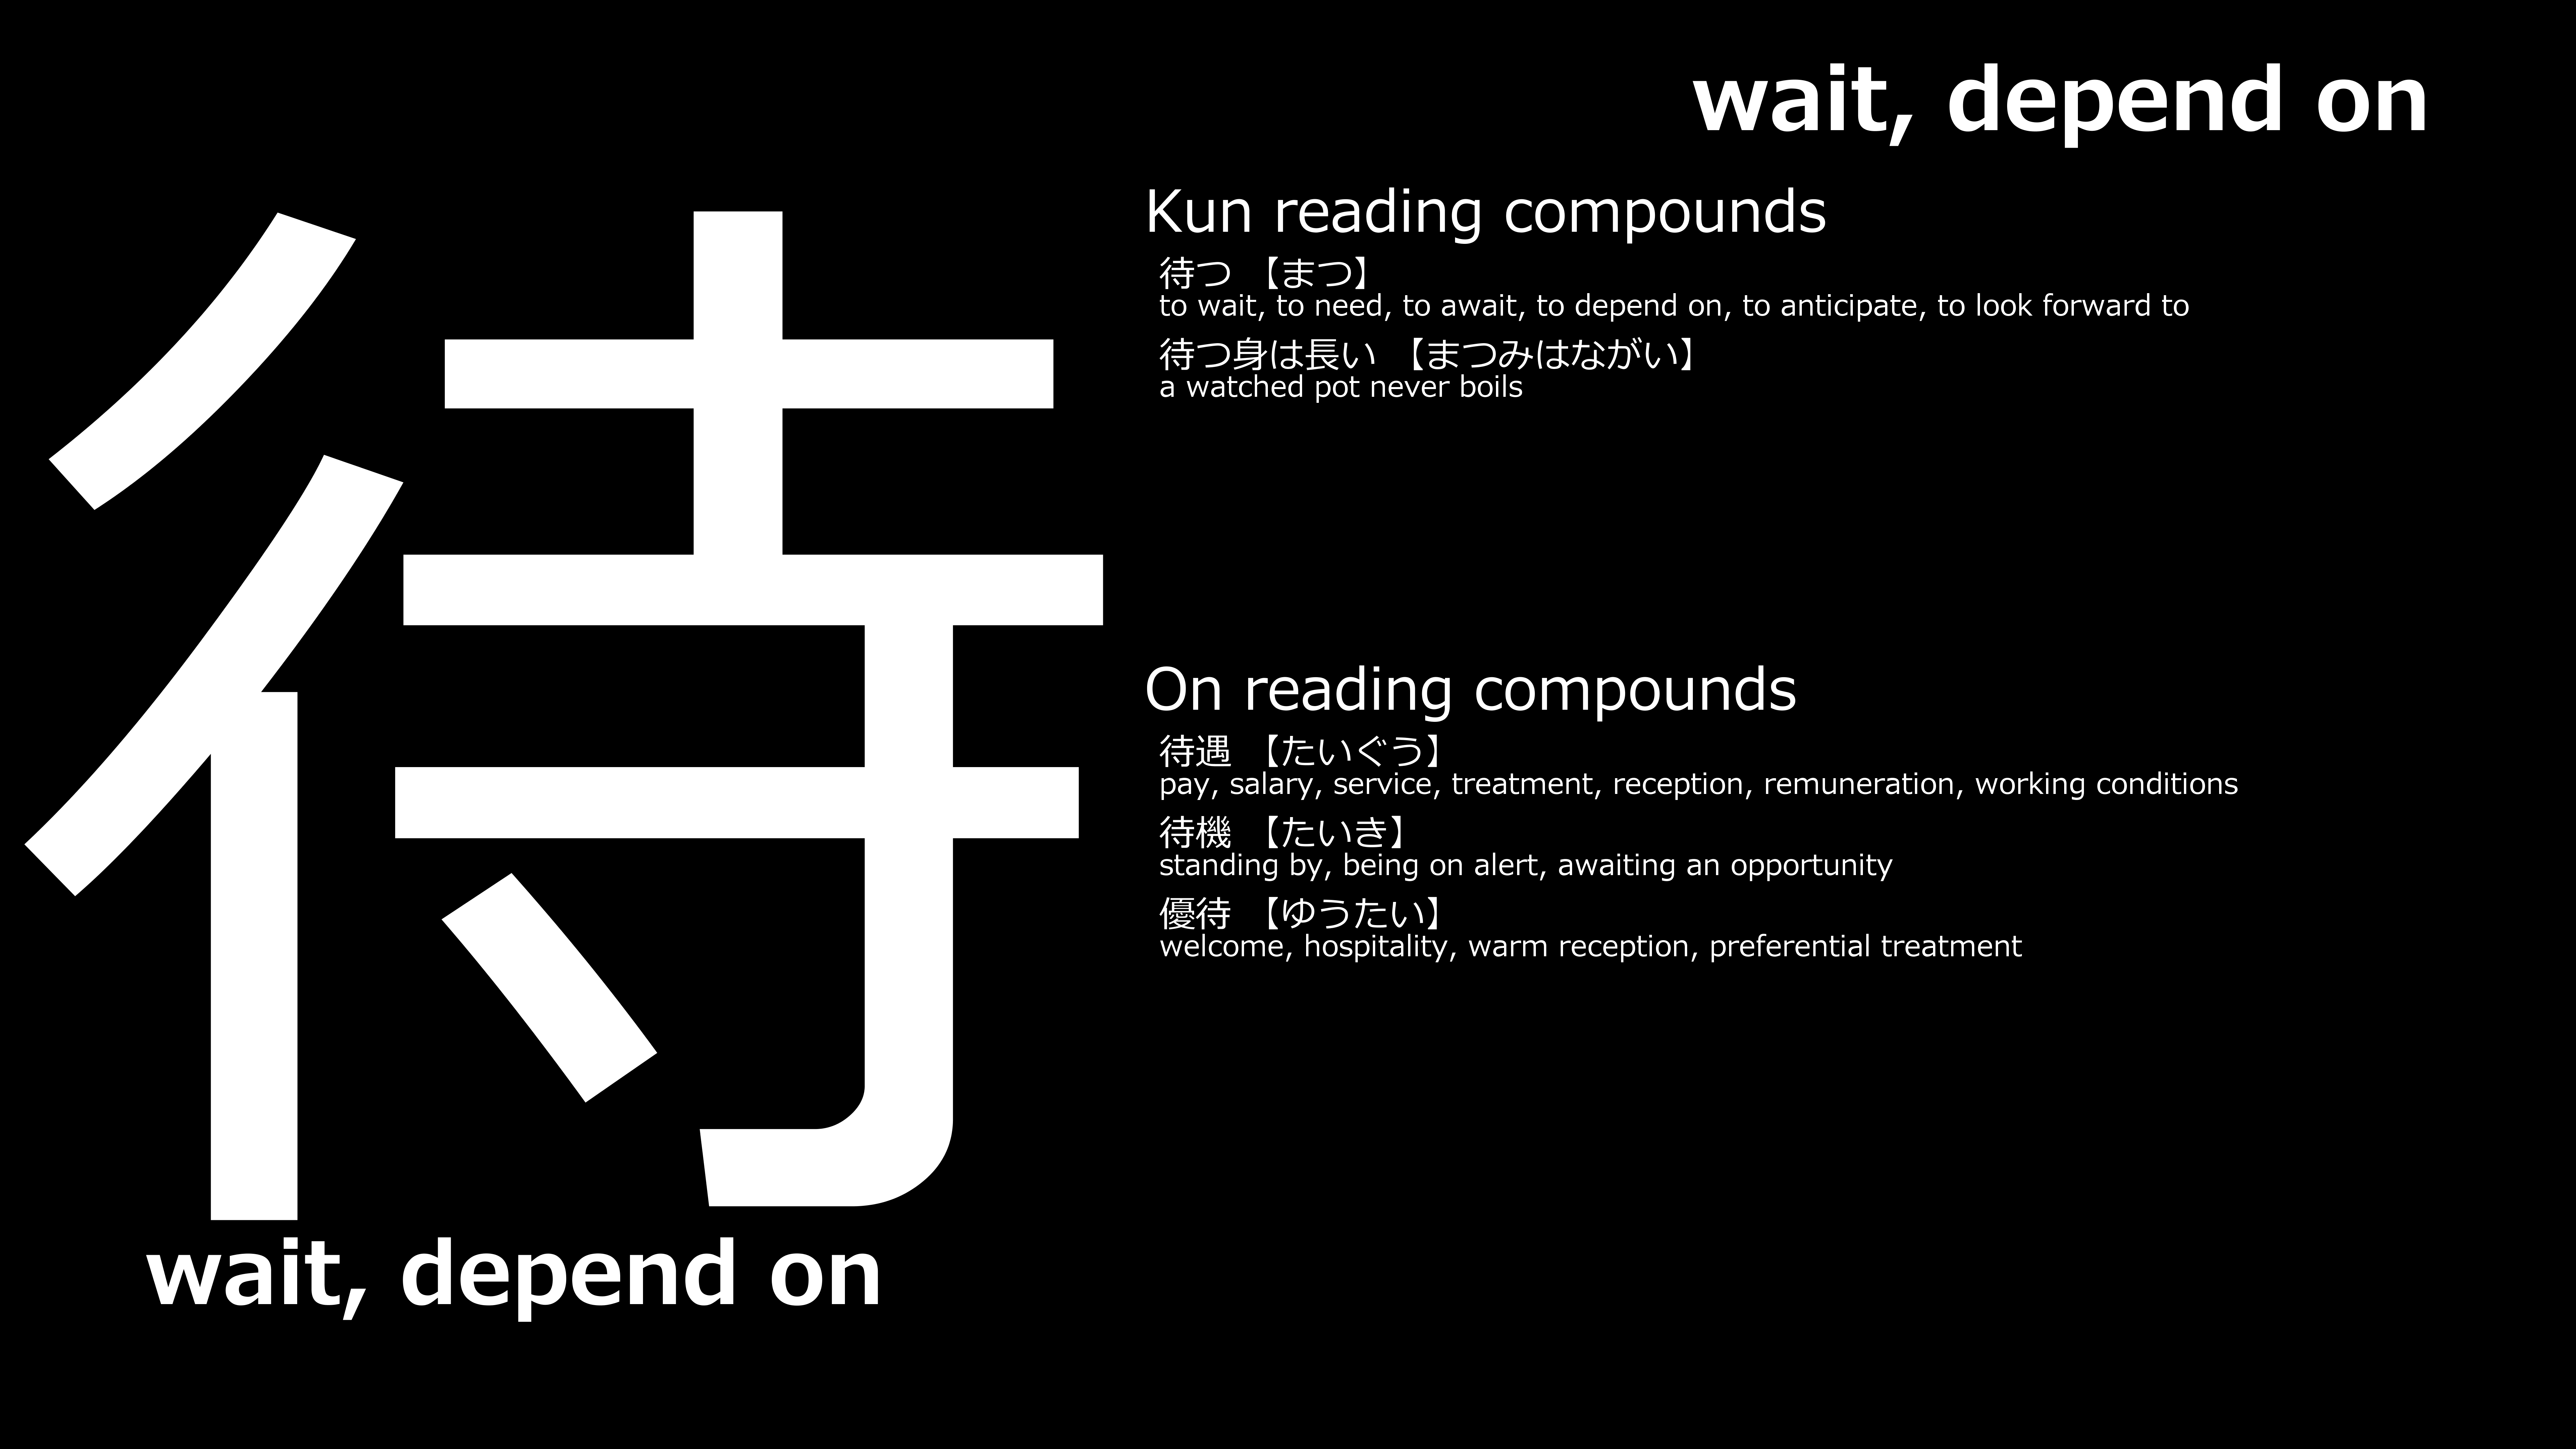 wait, depend on
待
wait, depend on
Kun reading compounds
待つ 【まつ】
to wait, to need, to await, to depend on, to anticipate, to look forward to
待つ身は長い 【まつみはながい】
a watched pot never boils
On reading compounds
待遇 【たいぐう】
pay, salary, service, treatment, reception, remuneration, working conditions
待機 【たいき】
standing by, being on alert, awaiting an opportunity
優待 【ゆうたい】
welcome, hospitality, warm reception, preferential treatment